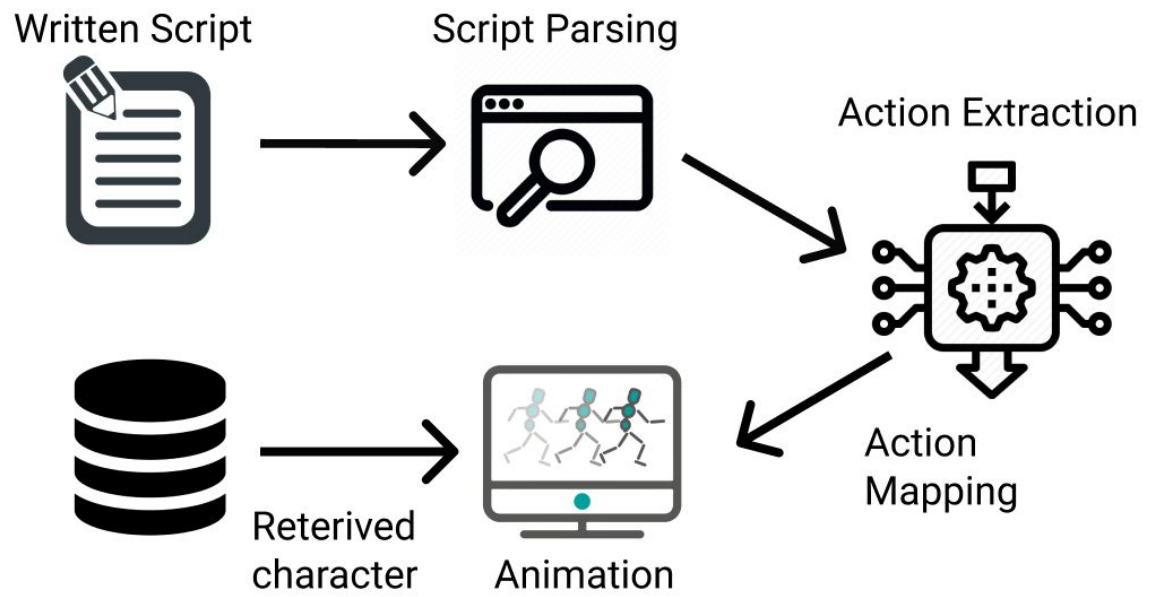 Written Script
Script Parsing
Action Extraction
Action
Mapping
Reterived
character
Animation